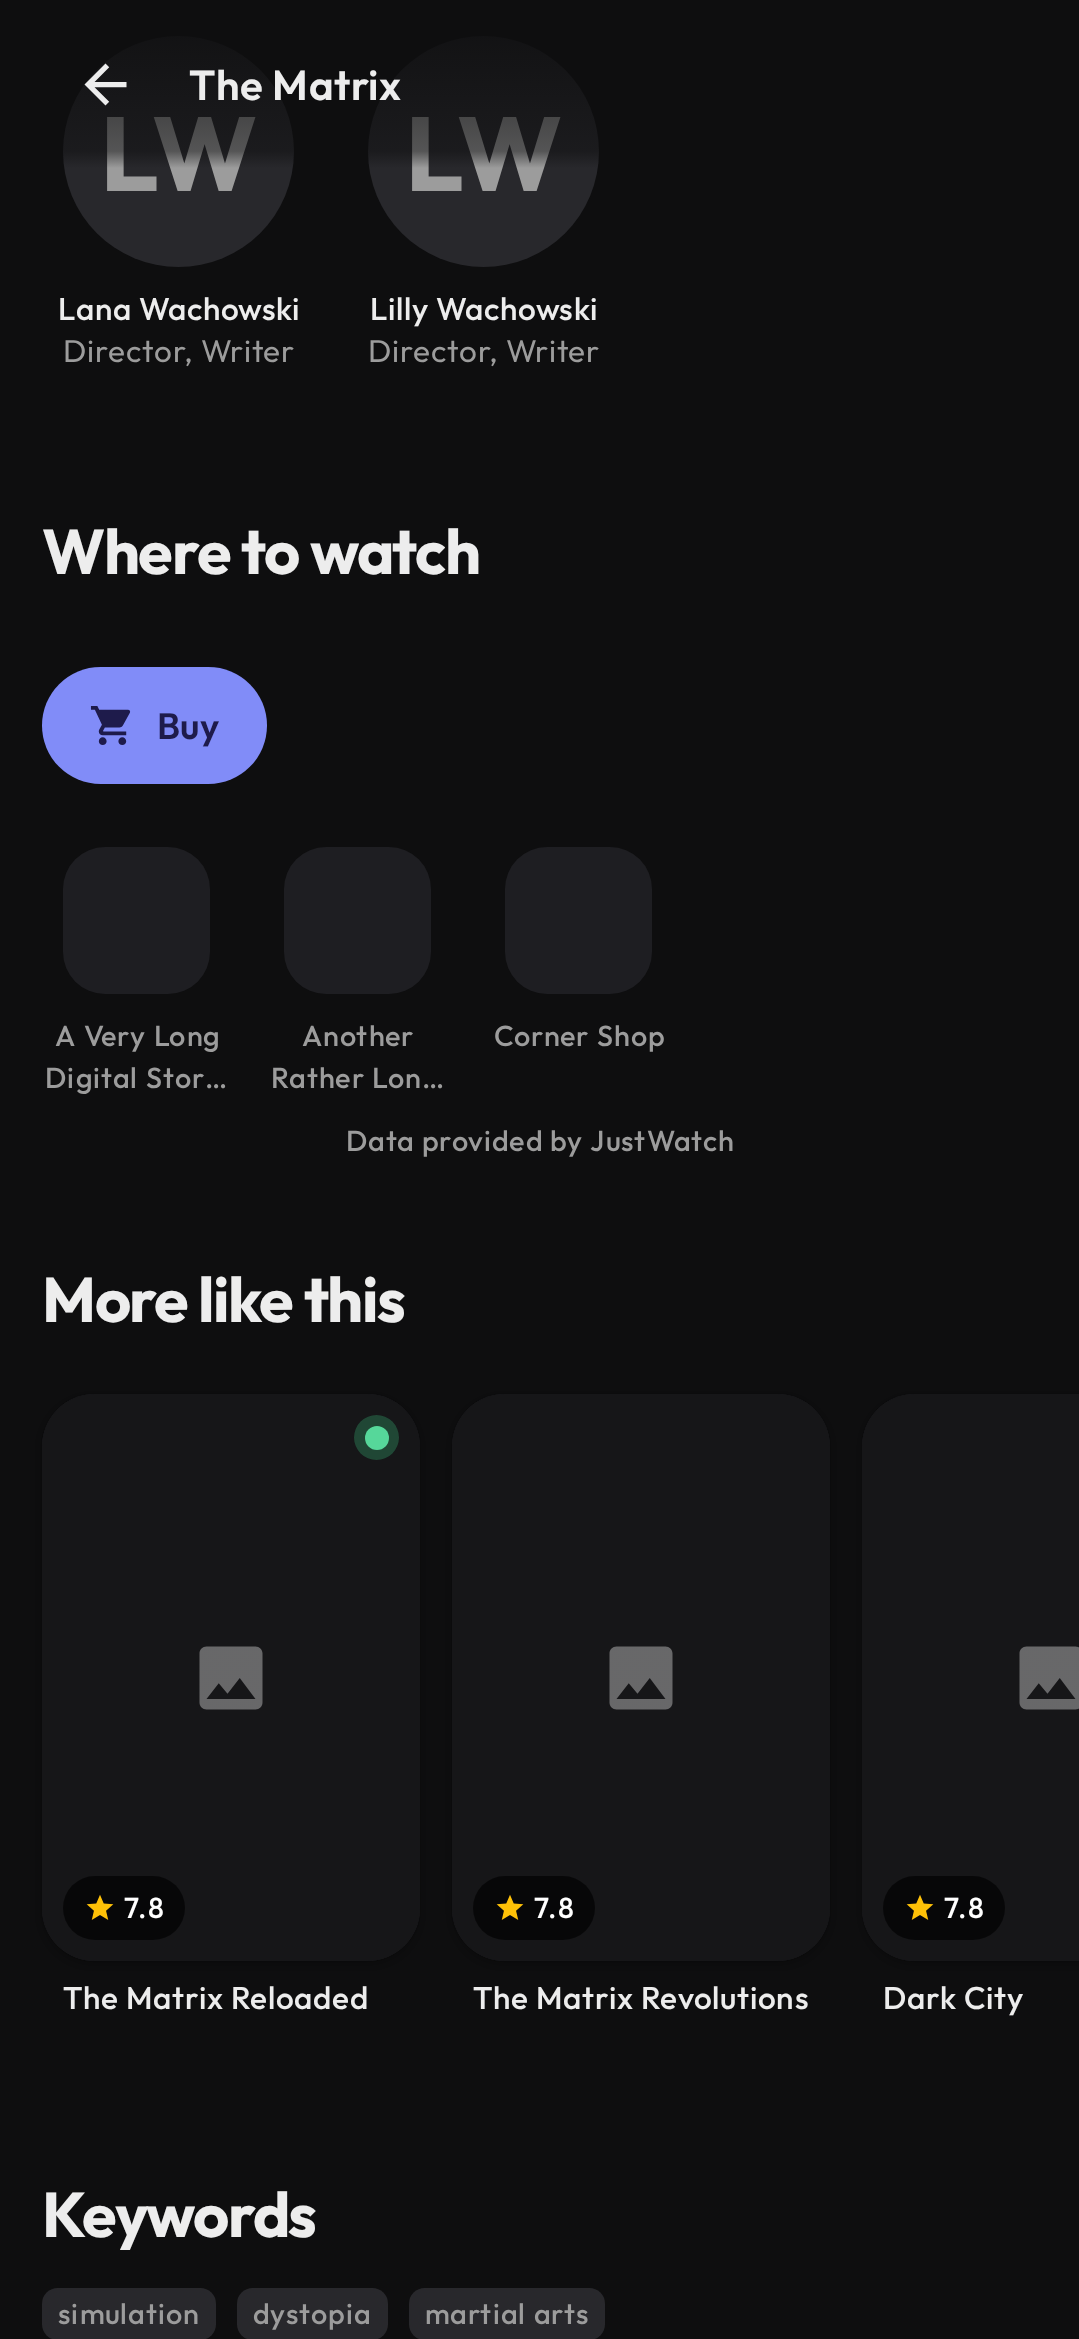 The Matrix
LW LW
Lana Wachowski Lilly Wachowski
Director, Writer Director, Writer
Where to watch
Buy
A Very Long Another Corner Shop
Digital Stor... Rather Lon...
Data provided by JustWatch
More like this
7.8 7.8 7.8
The Matrix Reloaded The Matrix Revolutions Dark City
Keywords
simulation dystopia martial arts